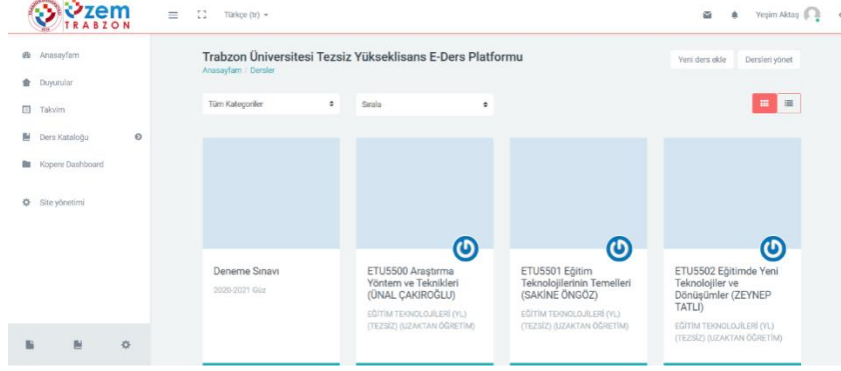 Üzem
TRABZON
Türkçe (tr)
Yeşim Aktaş
Anasayfam
Duyurular
Takvim
Ders Kataloğu
Kopere Dashboard
Site yönetimi
Trabzon Üniversitesi Tezsiz Yükseklisans E-Ders Platformu
Anasayfam / Dersler
Yeni ders ekle
Dersleri yönet
Tüm Kategoriler
Sırala
Deneme Sınavı
2020-2021 Güz
ETU5500 Araştırma
Yöntem ve Teknikleri
(ÜNAL ÇAKIROĞLU)
EĞİTİM TEKNOLOJİLERİ (YL)
(TEZSİZ) (UZAKTAN ÖĞRETİM)
ETU5501 Eğitim
Teknolojilerinin Temelleri
(SAKİNE ÖNGÖZ)
EĞİTİM TEKNOLOJİLERİ (YL)
(TEZSİZ) (UZAKTAN ÖĞRETİM)
ETU5502 Eğitimde Yeni
Teknolojiler ve
Dönüşümler (ZEYNEP
TATLI)
EĞİTİM TEKNOLOJİLERİ (YL)
(TEZSİZ) (UZAKTAN ÖĞRETİM)